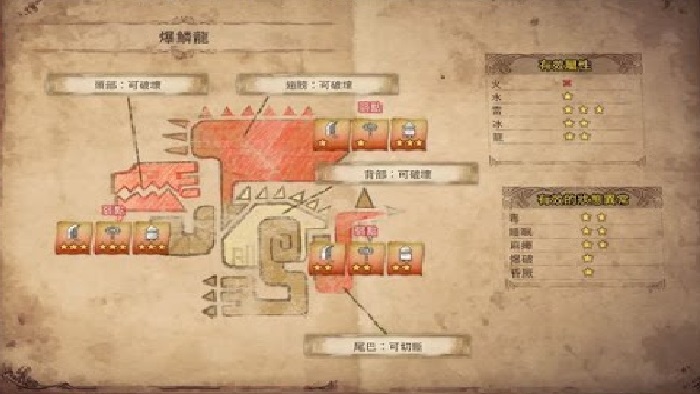 爆鱗龍
頭部：可破壞
翅膀：可破壞
弱點
背部：可破壞
弱點
弱點
尾巴：可切斷
有效屬性
火
水
雷
冰
龍
有效的狀態異常
毒
睡眠
麻痺
爆破
昏厥